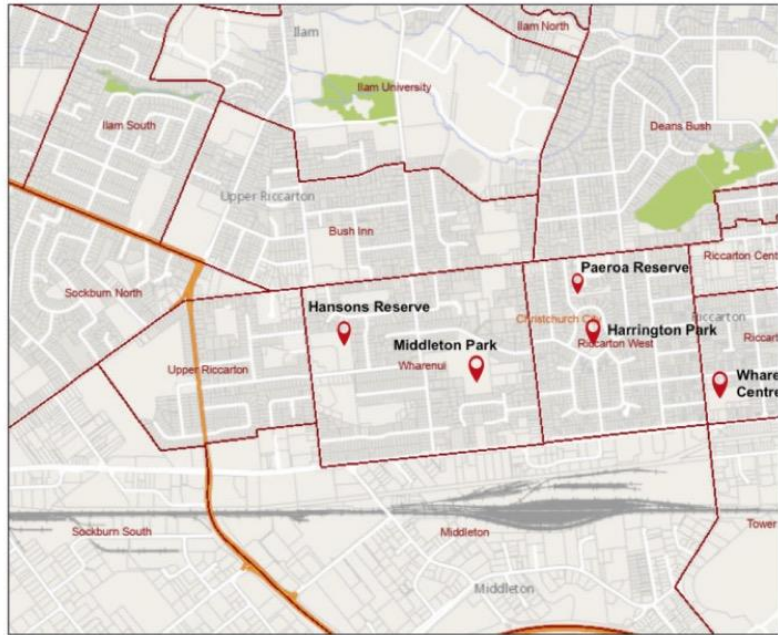 Ilam North
Ilam
Ilam University
Ilam South
Deans Bush
Upper Riccarton
Bush Inn
Riccarton Cent
Paeroa Reserve
Sockburn North
Hansons Reserve
Christchurch City
Riccarton
Harrington Park
Riccarton West
Riccart
Middleton Park
Upper Riccarton
Wharenui
Whare
Centre
Sockburn South
Middleton
Tower
Middleton